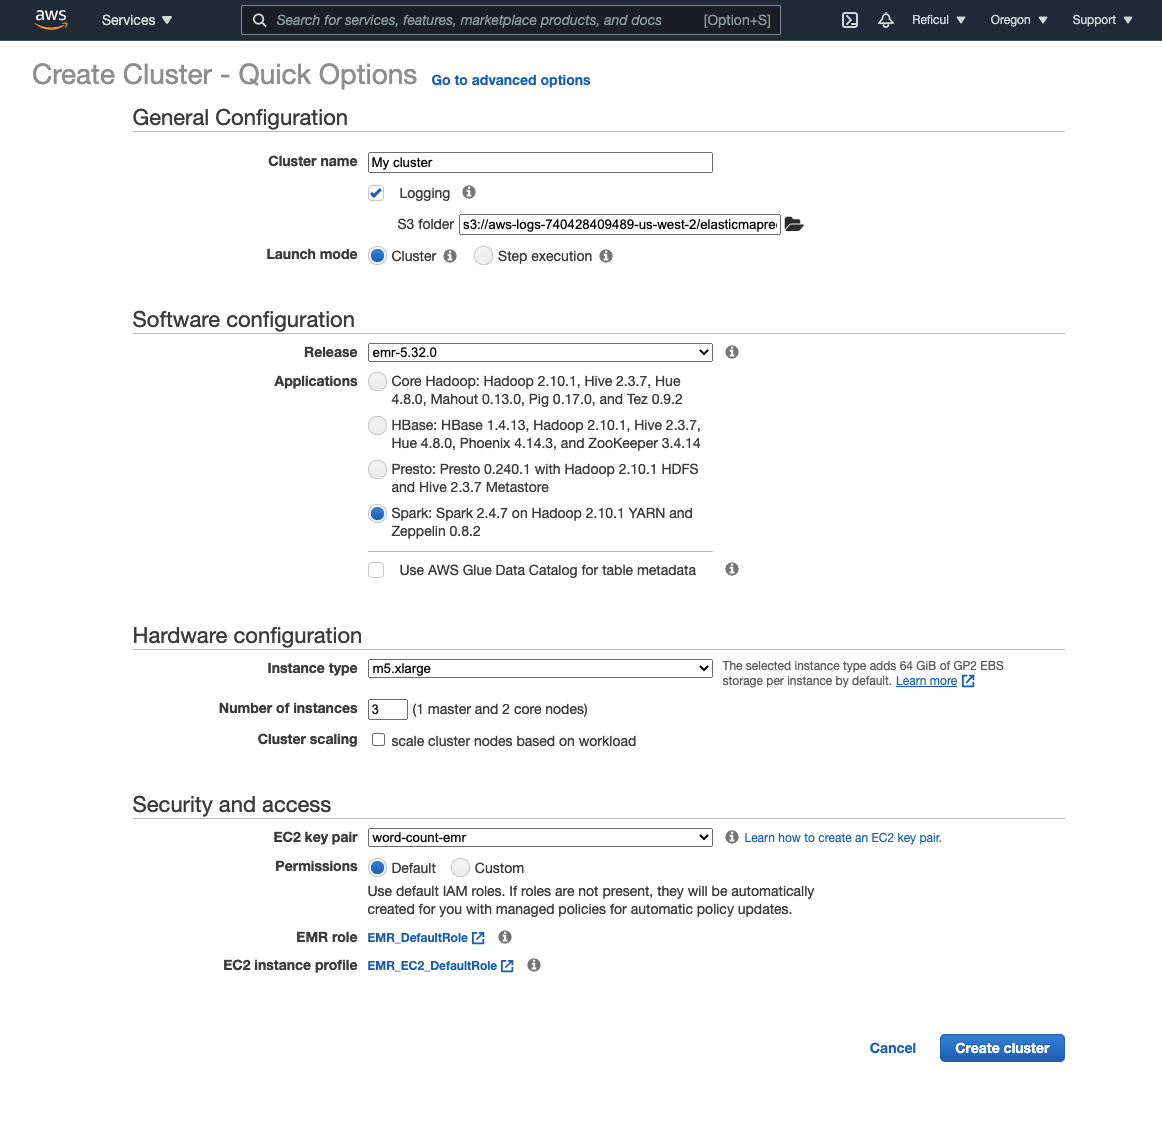 aws Services Search for services, features, marketplace products, and docs [Option+S] Reficul Oregon Support
Create Cluster - Quick Options Go to advanced options
General Configuration
Cluster name My cluster
Logging
S3 folder s3://aws-logs-740428409489-us-west-2/elasticmapre
Launch mode Cluster Step execution
Software configuration
Release emr-5.32.0
Applications Core Hadoop: Hadoop 2.10.1, Hive 2.3.7, Hue
4.8.0, Mahout 0.13.0, Pig 0.17.0, and Tez 0.9.2
HBase: HBase 1.4.13, Hadoop 2.10.1, Hive 2.3.7,
Hue 4.8.0, Phoenix 4.14.3, and ZooKeeper 3.4.14
Presto: Presto 0.240.1 with Hadoop 2.10.1 HDFS
and Hive 2.3.7 Metastore
Spark: Spark 2.4.7 on Hadoop 2.10.1 YARN and
Zeppelin 0.8.2
Use AWS Glue Data Catalog for table metadata
Hardware configuration
Instance type m5.xlarge The selected instance type adds 64 GiB of GP2 EBS
storage per instance by default. Learn more
Number of instances 3 (1 master and 2 core nodes)
Cluster scaling scale cluster nodes based on workload
Security and access
EC2 key pair word-count-emr Learn how to create an EC2 key pair.
Permissions Default Custom
Use default IAM roles. If roles are not present, they will be automatically
created for you with managed policies for automatic policy updates.
EMR role EMR_DefaultRole
EC2 instance profile EMR_EC2_DefaultRole
Cancel Create cluster